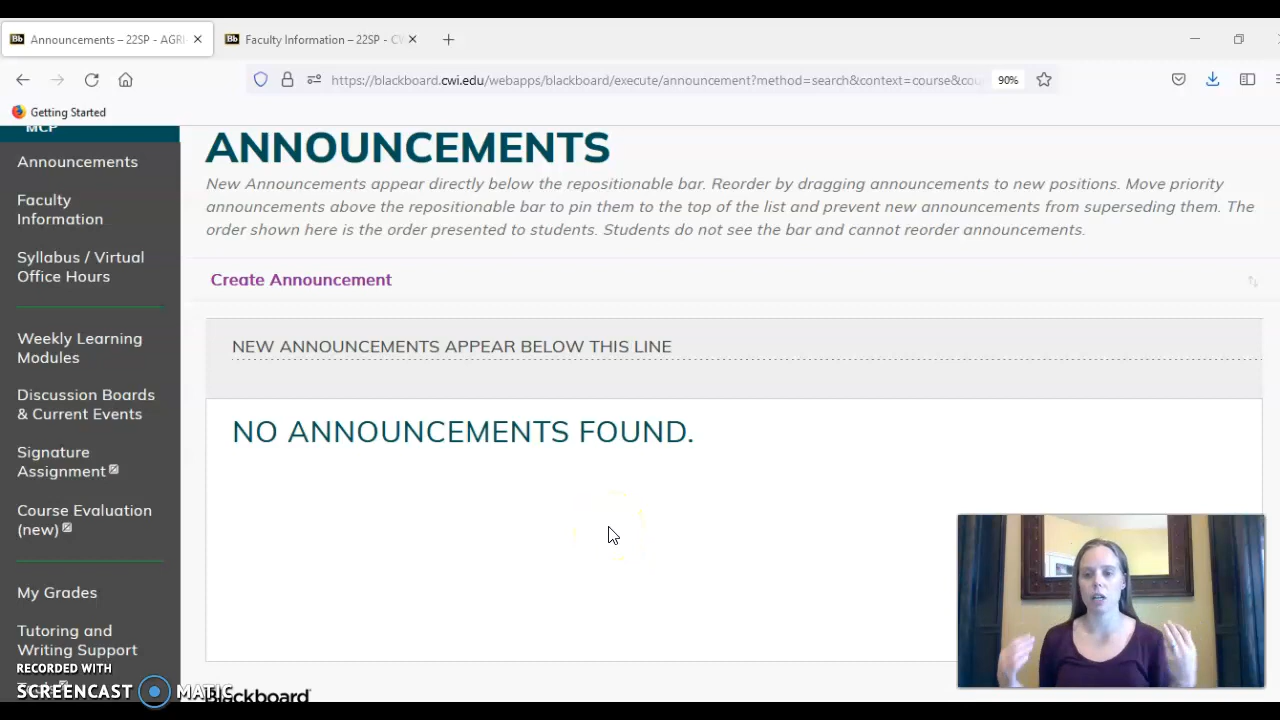 Announcements – 22SP - AGRI-
Faculty Information – 22SP - CW
https://blackboard.cwi.edu/webapps/blackboard/execute/announcement?method=search&context=course&cou
90%
Getting Started
MCP
Announcements
Faculty
Information
Syllabus / Virtual
Office Hours
Weekly Learning
Modules
Discussion Boards
& Current Events
Signature
Assignment
Course Evaluation
(new)
My Grades
Tutoring and
Writing Support
ANNOUNCEMENTS
New Announcements appear directly below the repositionable bar. Reorder by dragging announcements to new positions. Move priority
announcements above the repositionable bar to pin them to the top of the list and prevent new announcements from superseding them. The
order shown here is the order presented to students. Students do not see the bar and cannot reorder announcements.
Create Announcement
NEW ANNOUNCEMENTS APPEAR BELOW THIS LINE
NO ANNOUNCEMENTS FOUND.
Blackboard
RECORDED WITH
SCREENCAST MATIC